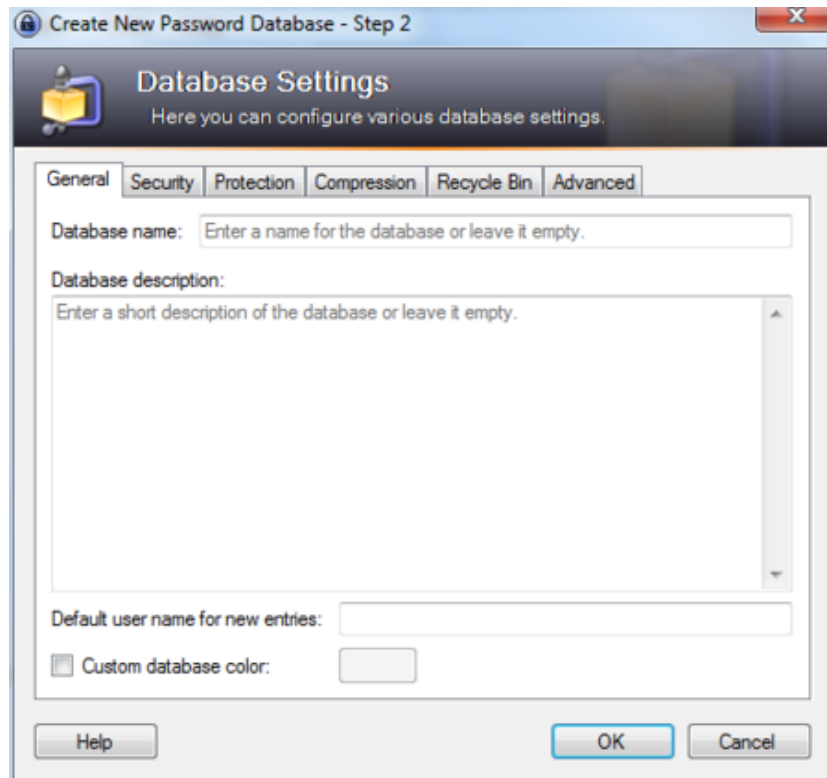 Create New Password Database - Step 2
X
Database Settings
Here you can configure various database settings.
General Security Protection Compression Recycle Bin Advanced
Database name: Enter a name for the database or leave it empty.
Database description:
Enter a short description of the database or leave it empty.
Default user name for new entries:
Custom database color:
Help OK Cancel